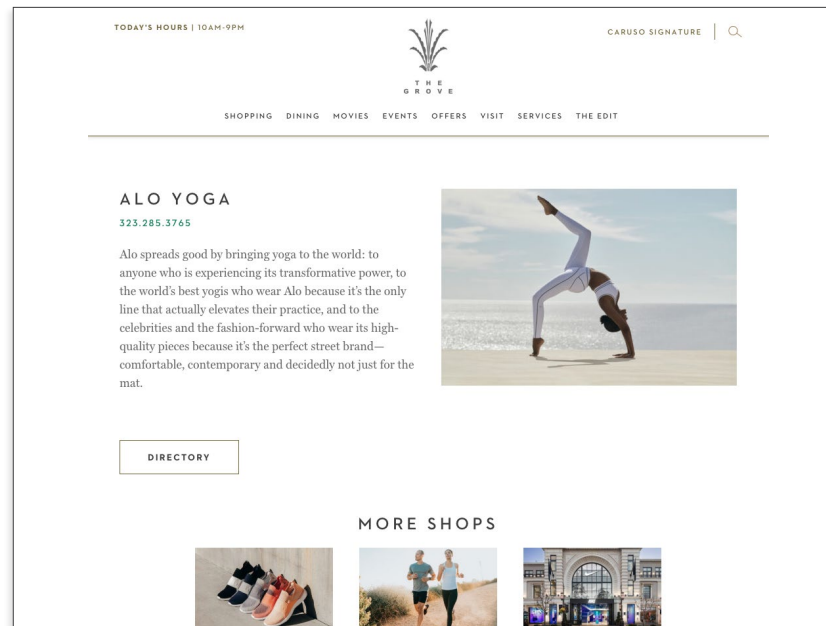 TODAY'S HOURS | 10AM-9PM
THE
GROVE
CARUSO SIGNATURE
SHOPPING DINING MOVIES EVENTS OFFERS VISIT SERVICES THE EDIT
ALO YOGA
323.285.3765
Alo spreads good by bringing yoga to the world: to
anyone who is experiencing its transformative power, to
the world's best yogis who wear Alo because it's the only
line that actually elevates their practice, and to the
celebrities and the fashion-forward who wear its high-
quality pieces because it's the perfect street brand—
comfortable, contemporary and decidedly not just for the
mat.
DIRECTORY
MORE SHOPS